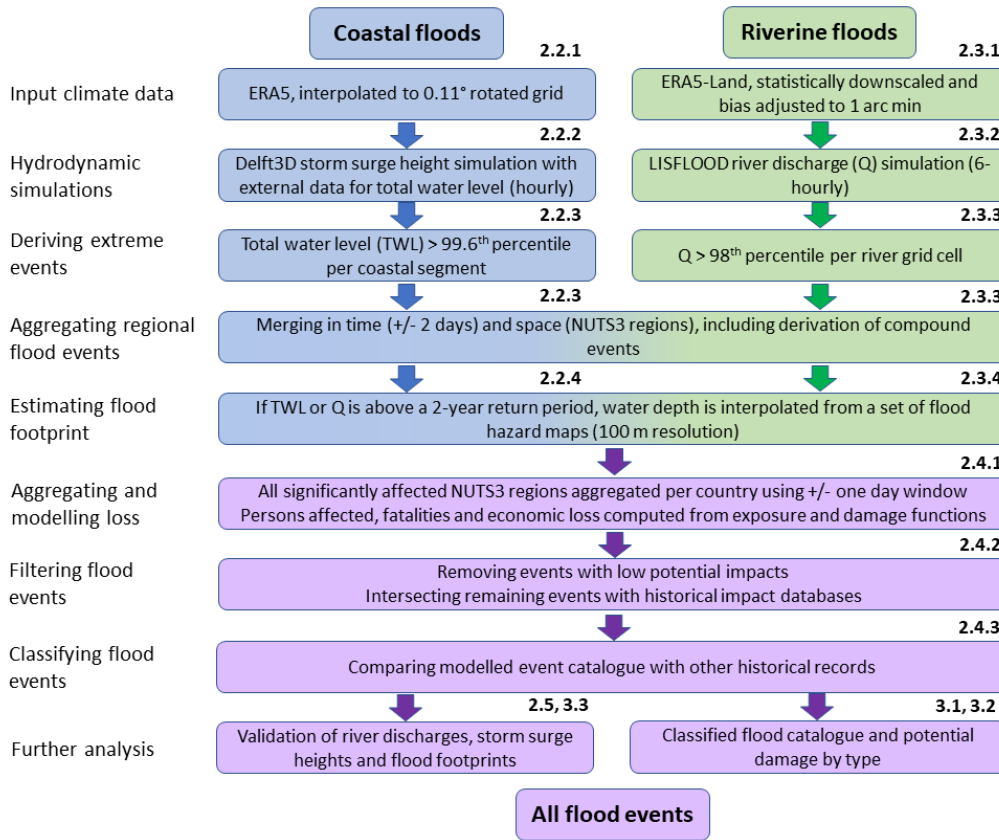 Coastal floods
Riverine floods
2.2.1
2.3.1
Input climate data
ERA5, interpolated to 0.11° rotated grid
ERA5-Land, statistically downscaled and
bias adjusted to 1 arc min
2.2.2
2.3.2
Hydrodynamic
simulations
Delft3D storm surge height simulation with
external data for total water level (hourly)
LISFLOOD river discharge (Q) simulation (6-
hourly)
2.2.3
2.3.3
Deriving extreme
events
Total water level (TWL) > 99.6th percentile
per coastal segment
Q > 98th percentile per river grid cell
2.2.3
2.3.3
Aggregating regional
flood events
Merging in time (+/- 2 days) and space (NUTS3 regions), including derivation of compound
events
2.2.4
2.3.4
Estimating flood
footprint
If TWL or Q is above a 2-year return period, water depth is interpolated from a set of flood
hazard maps (100 m resolution)
2.4.1
Aggregating and
modelling loss
All significantly affected NUTS3 regions aggregated per country using +/- one day window
Persons affected, fatalities and economic loss computed from exposure and damage functions
2.4.2
Filtering flood
events
Removing events with low potential impacts
Intersecting remaining events with historical impact databases
2.4.3
Classifying flood
events
Comparing modelled event catalogue with other historical records
2.5, 3.3
3.1, 3.2
Further analysis
Validation of river discharges, storm surge
heights and flood footprints
Classified flood catalogue and potential
damage by type
All flood events